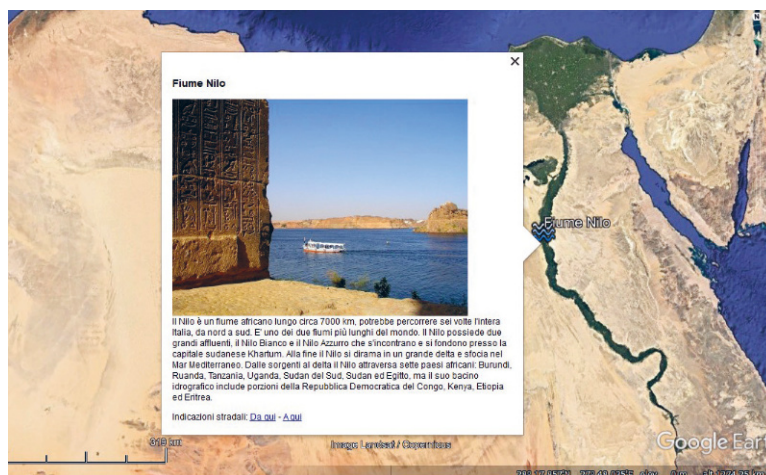 Fiume Nilo
Il Nilo è un fiume africano lungo circa 7000 km, potrebbe percorrere sei volte l'intera
Italia, da nord a sud. E' uno dei due fiumi più lunghi del mondo. Il Nilo possiede due
grandi affluenti, il Nilo Bianco e il Nilo Azzurro che s'incontrano e si fondono presso la
capitale sudanese Khartum. Alla fine il Nilo si dirama in un grande delta e sfocia nel
Mar Mediterraneo. Dalle sorgenti al delta il Nilo attraversa sette paesi africani: Burundi,
Ruanda, Tanzania, Uganda, Sudan del Sud, Sudan ed Egitto, ma il suo bacino
idrografico include porzioni della Repubblica Democratica del Congo, Kenya, Etiopia
ed Eritrea.
Indicazioni stradali: Da qui - A qui
Fiume Nilo
km
Image Landsat / Copernicus
Google Eart